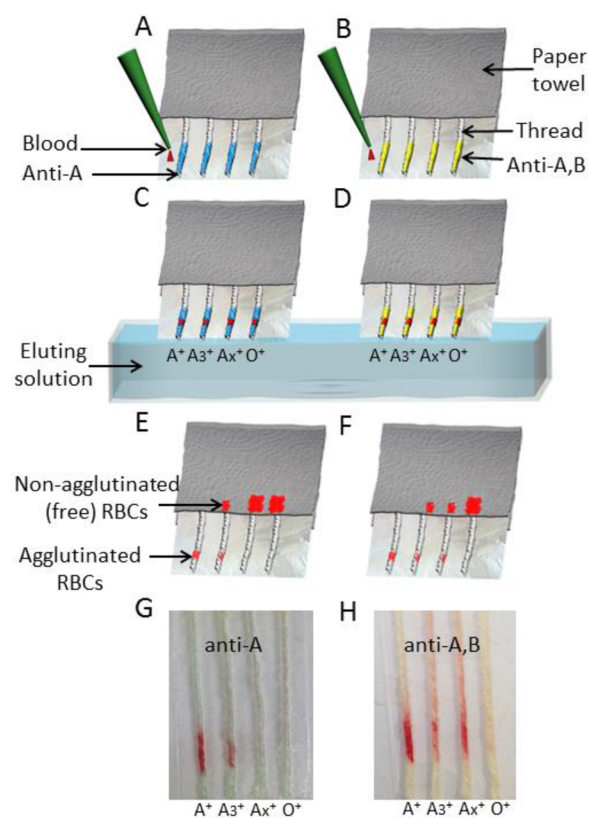 A
B
Paper
towel
Blood
Thread
Anti-A
Anti-A,B
C
D
A⁺ A3⁺ Ax⁺ O⁺
A⁺ A3⁺ Ax⁺ O⁺
Eluting
solution
E
F
Non-agglutinated
(free) RBCs
Agglutinated
RBCs
G
H
anti-A
anti-A,B
A⁺ A3⁺ Ax⁺ O⁺
A⁺ A3⁺ Ax⁺ O⁺